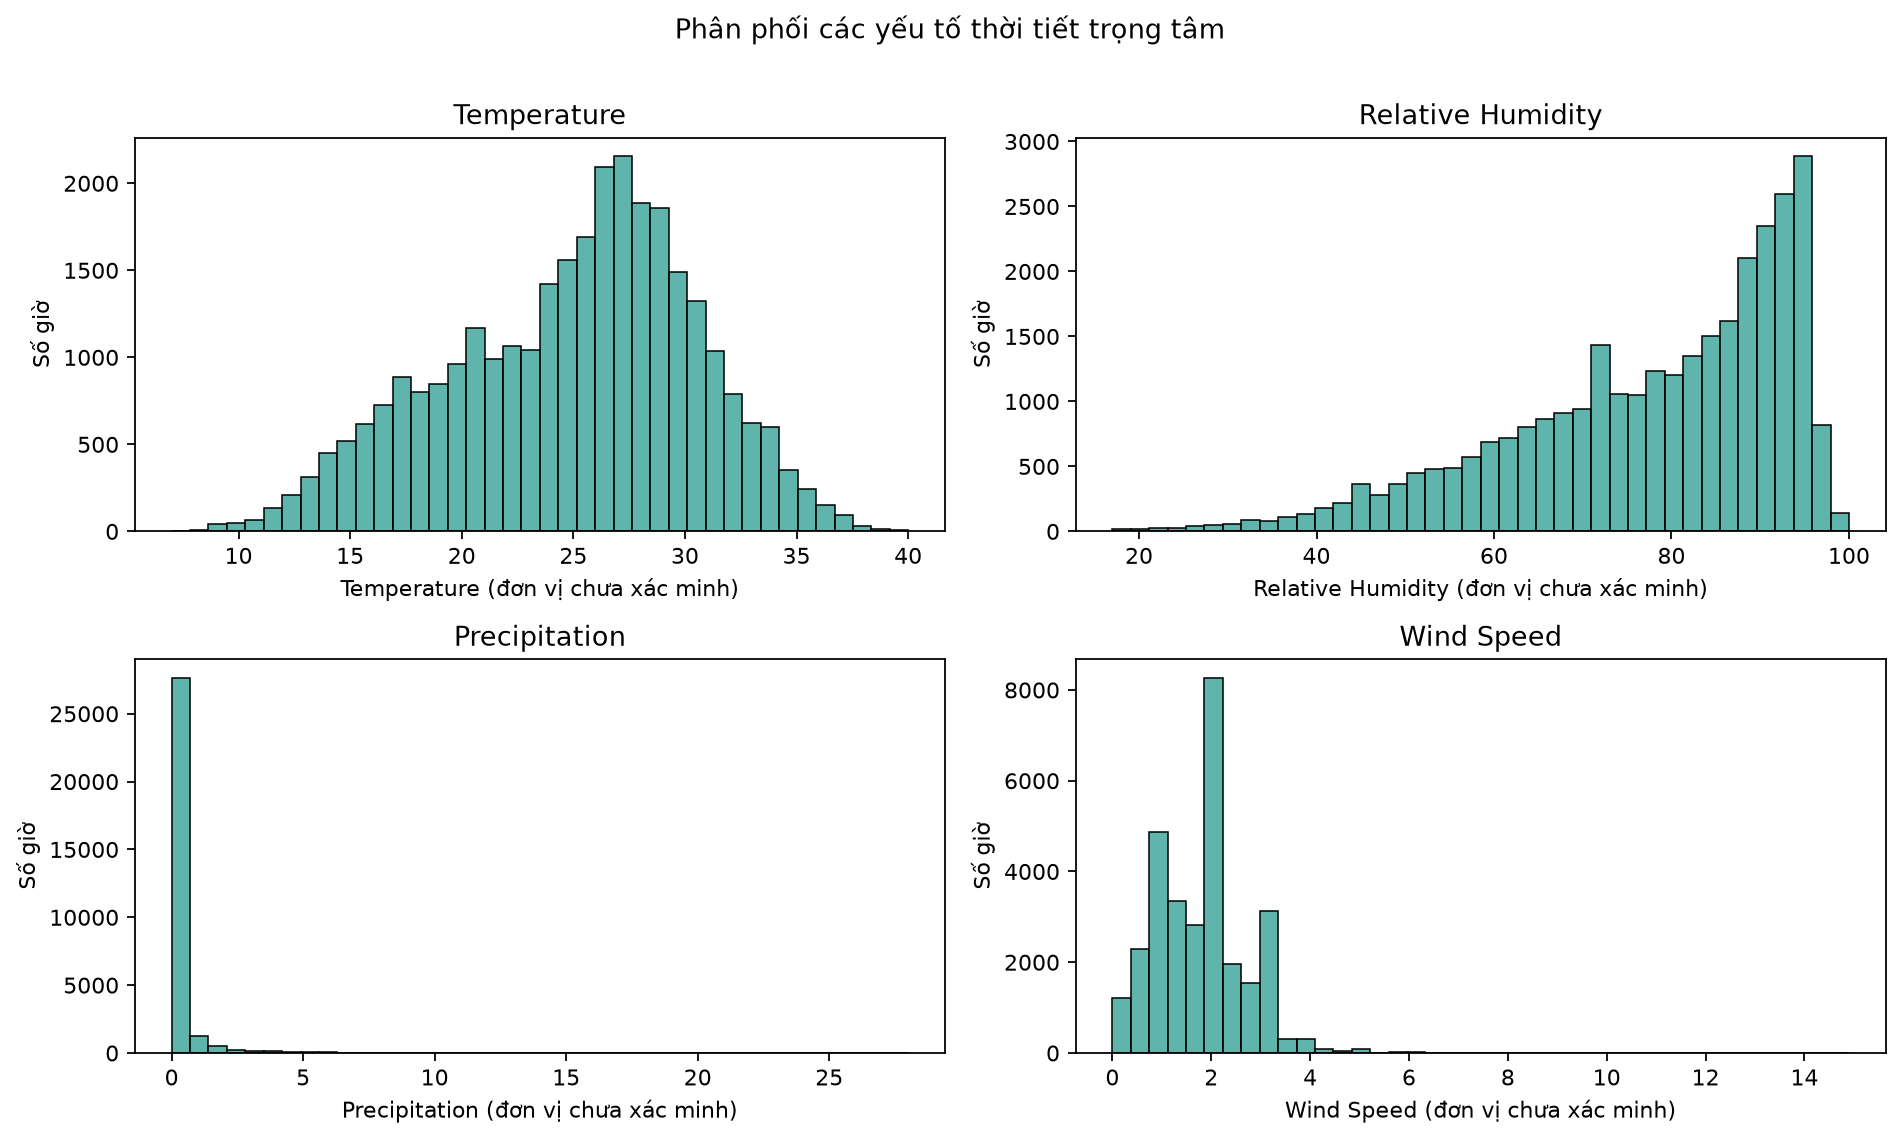 Phân phối các yếu tố thời tiết trọng tâm
Temperature
Số giờ
2000
1500
1000
500
0
10 15 20 25 30 35 40
Temperature (đơn vị chưa xác minh)
Relative Humidity
Số giờ
3000
2500
2000
1500
1000
500
0
20 40 60 80 100
Relative Humidity (đơn vị chưa xác minh)
Precipitation
Số giờ
25000
20000
15000
10000
5000
0
0 5 10 15 20 25
Precipitation (đơn vị chưa xác minh)
Wind Speed
Số giờ
8000
6000
4000
2000
0
0 2 4 6 8 10 12 14
Wind Speed (đơn vị chưa xác minh)